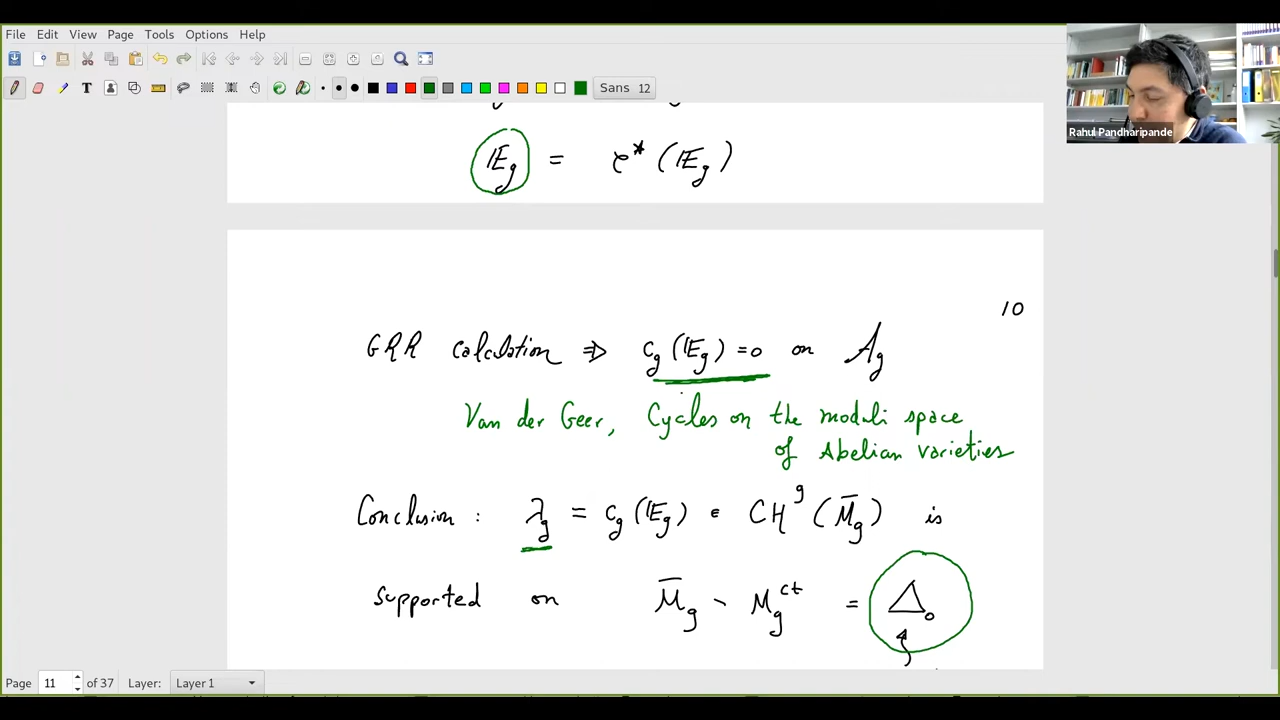 File Edit View Page Tools Options Help
Sans 12
Rahul Pandharipande
𝔼g = τ* (𝔼g)
10
GRR calculation ⇒ cg (𝔼g) = 0 on Ag
Van der Geer, Cycles on the moduli space
of Abelian varieties
Conclusion : λg = cg (𝔼g) ∈ CH^g (M̄g) is
supported on M̄g \ Mg^ct = Δ0
Page 11 of 37 Layer: Layer 1